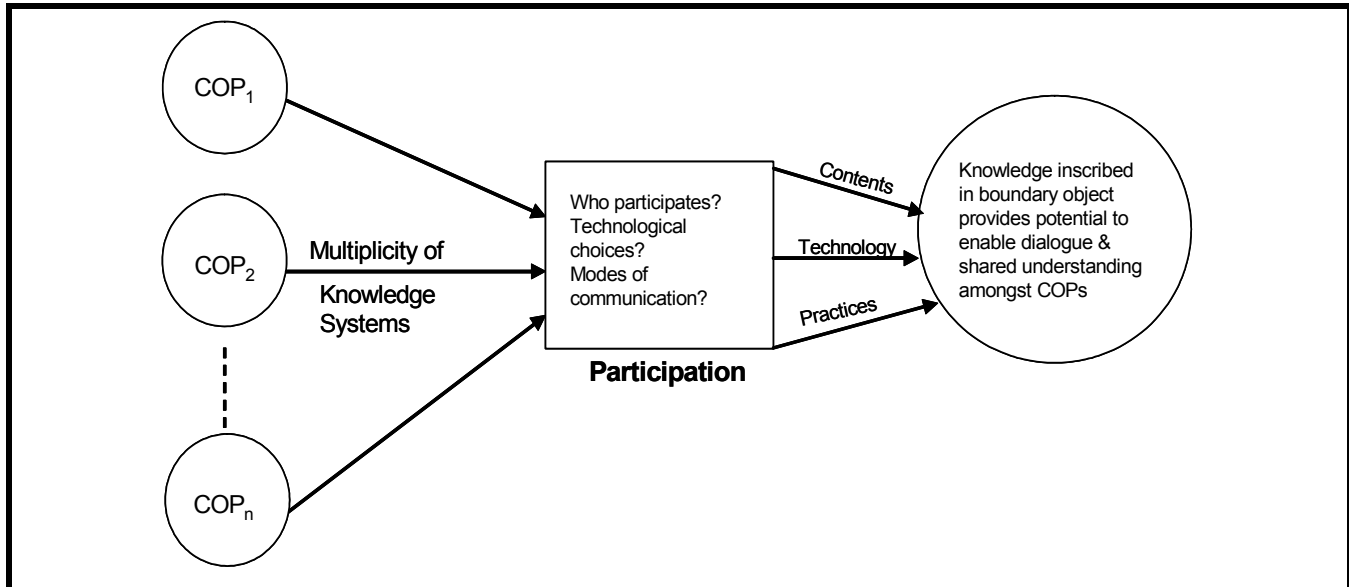 COP1
COP2
COPn
Multiplicity of
Knowledge
Systems
Who participates?
Technological
choices?
Modes of
communication?
Participation
Contents
Technology
Practices
Knowledge inscribed
in boundary object
provides potential to
enable dialogue &
shared understanding
amongst COPs